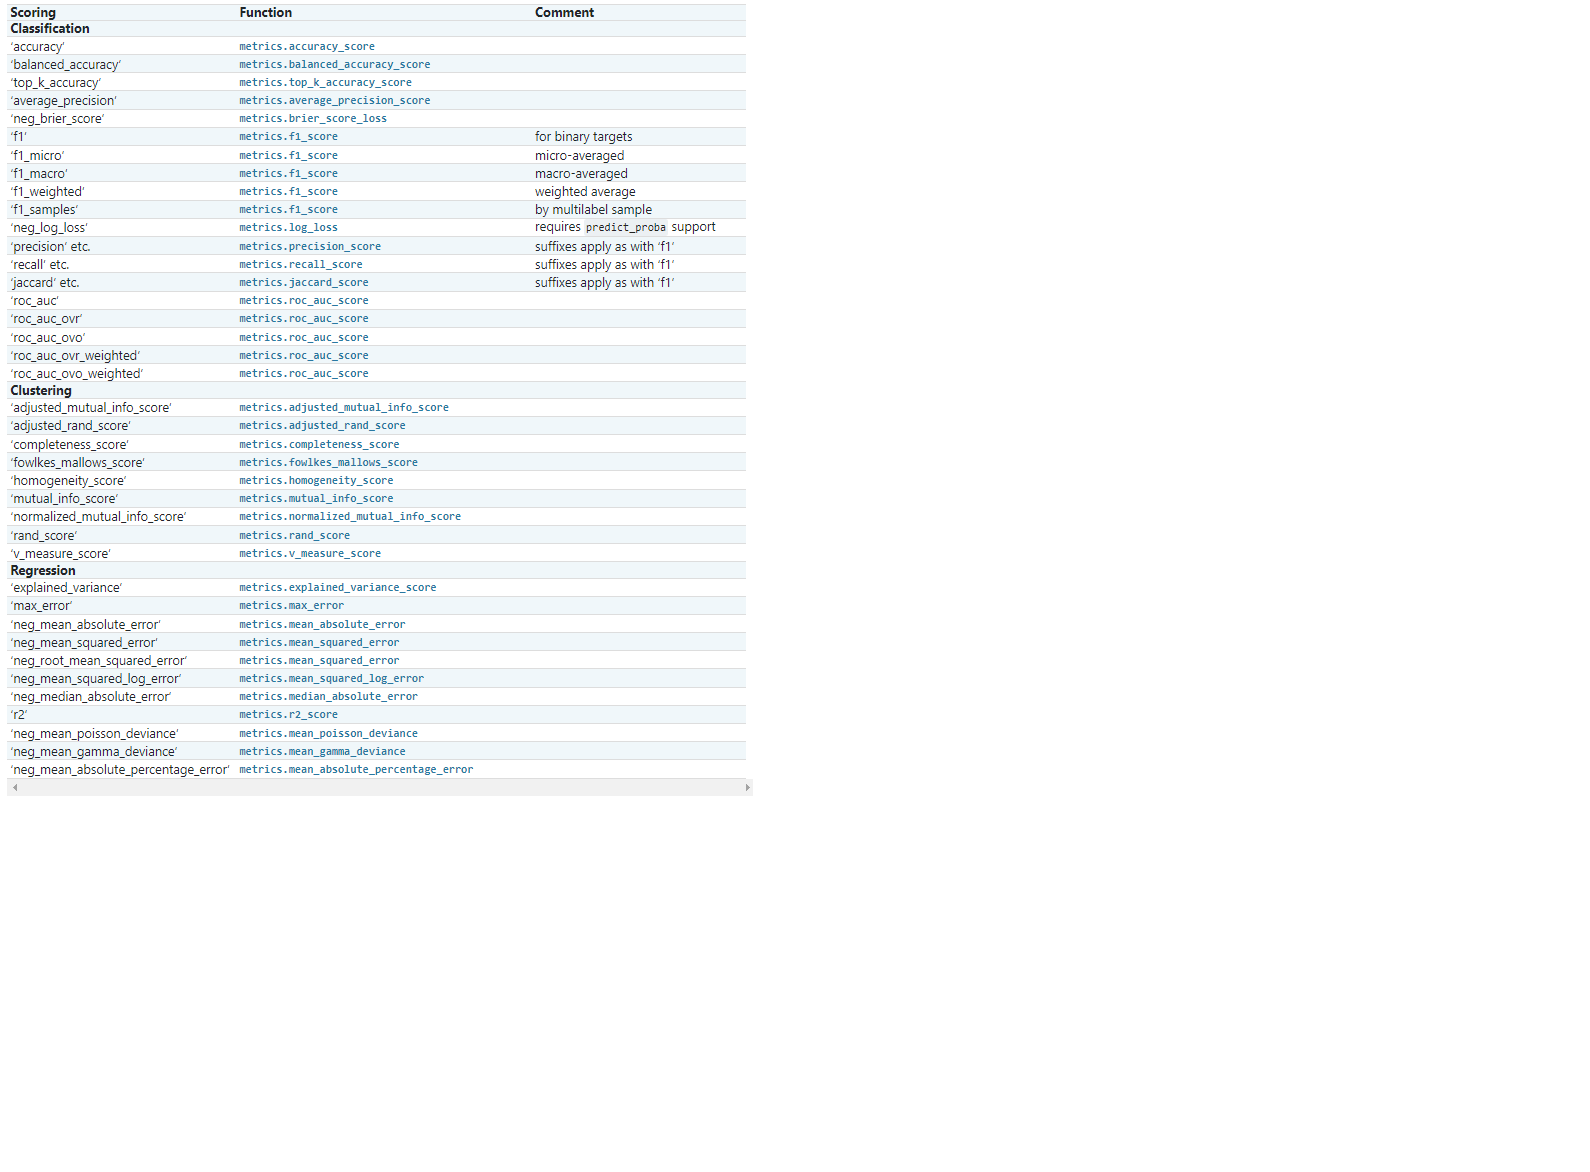 Scoring Function Comment
Classification
‘accuracy’ metrics.accuracy_score
‘balanced_accuracy’ metrics.balanced_accuracy_score
‘top_k_accuracy’ metrics.top_k_accuracy_score
‘average_precision’ metrics.average_precision_score
‘neg_brier_score’ metrics.brier_score_loss
‘f1’ metrics.f1_score for binary targets
‘f1_micro’ metrics.f1_score micro-averaged
‘f1_macro’ metrics.f1_score macro-averaged
‘f1_weighted’ metrics.f1_score weighted average
‘f1_samples’ metrics.f1_score by multilabel sample
‘neg_log_loss’ metrics.log_loss requires predict_proba support
‘precision’ etc. metrics.precision_score suffixes apply as with ‘f1’
‘recall’ etc. metrics.recall_score suffixes apply as with ‘f1’
‘jaccard’ etc. metrics.jaccard_score suffixes apply as with ‘f1’
‘roc_auc’ metrics.roc_auc_score
‘roc_auc_ovr’ metrics.roc_auc_score
‘roc_auc_ovo’ metrics.roc_auc_score
‘roc_auc_ovr_weighted’ metrics.roc_auc_score
‘roc_auc_ovo_weighted’ metrics.roc_auc_score
Clustering
‘adjusted_mutual_info_score’ metrics.adjusted_mutual_info_score
‘adjusted_rand_score’ metrics.adjusted_rand_score
‘completeness_score’ metrics.completeness_score
‘fowlkes_mallows_score’ metrics.fowlkes_mallows_score
‘homogeneity_score’ metrics.homogeneity_score
‘mutual_info_score’ metrics.mutual_info_score
‘normalized_mutual_info_score’ metrics.normalized_mutual_info_score
‘rand_score’ metrics.rand_score
‘v_measure_score’ metrics.v_measure_score
Regression
‘explained_variance’ metrics.explained_variance_score
‘max_error’ metrics.max_error
‘neg_mean_absolute_error’ metrics.mean_absolute_error
‘neg_mean_squared_error’ metrics.mean_squared_error
‘neg_root_mean_squared_error’ metrics.mean_squared_error
‘neg_mean_squared_log_error’ metrics.mean_squared_log_error
‘neg_median_absolute_error’ metrics.median_absolute_error
‘r2’ metrics.r2_score
‘neg_mean_poisson_deviance’ metrics.mean_poisson_deviance
‘neg_mean_gamma_deviance’ metrics.mean_gamma_deviance
‘neg_mean_absolute_percentage_error’ metrics.mean_absolute_percentage_error